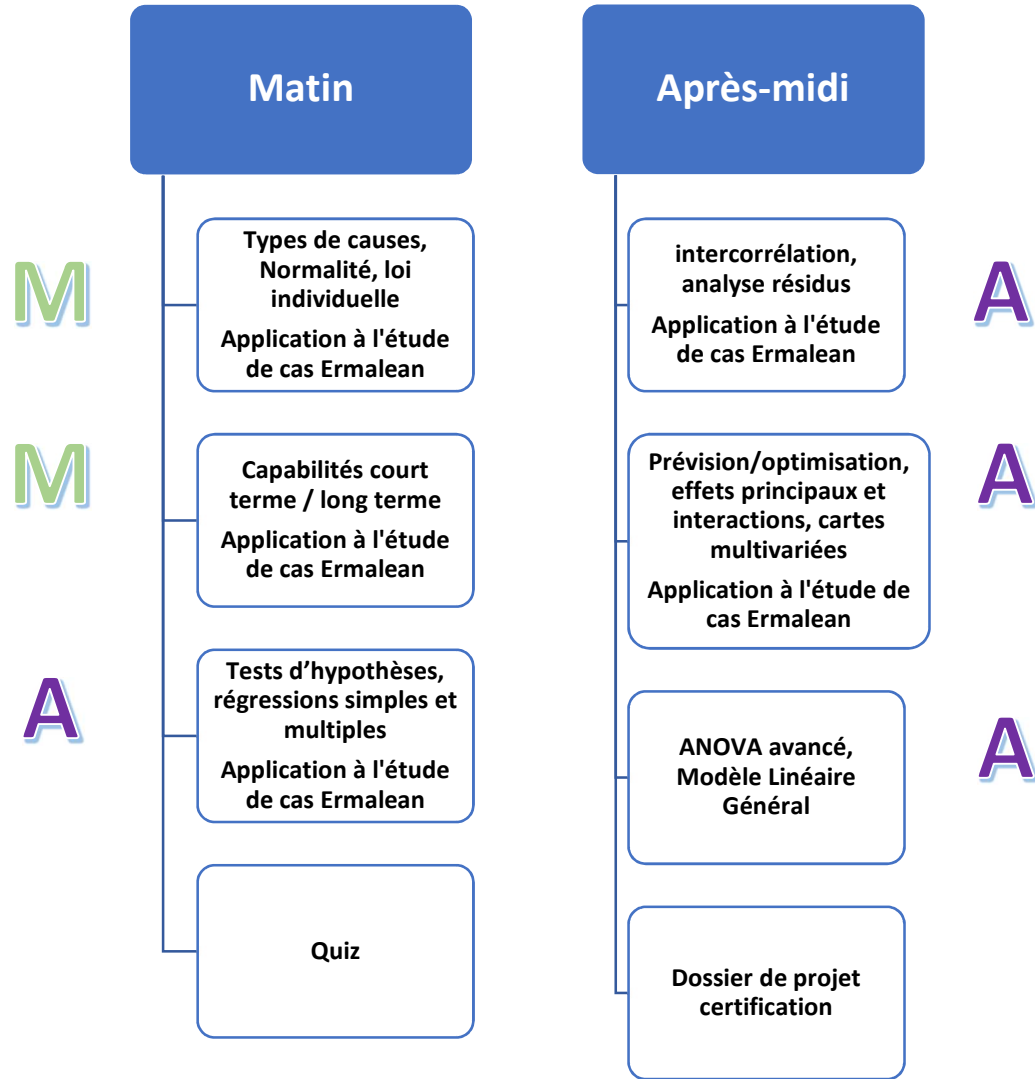 Matin
M
Types de causes,
Normalité, loi
individuelle
Application à l'étude
de cas Ermalean
M
Capabilités court
terme / long terme
Application à l'étude
de cas Ermalean
A
Tests d’hypothèses,
régressions simples et
multiples
Application à l'étude
de cas Ermalean
Quiz
Après-midi
intercorrélation,
analyse résidus
Application à l'étude
de cas Ermalean
A
Prévision/optimisation,
effets principaux et
interactions, cartes
multivariées
Application à l'étude de
cas Ermalean
A
ANOVA avancé,
Modèle Linéaire
Général
A
Dossier de projet
certification